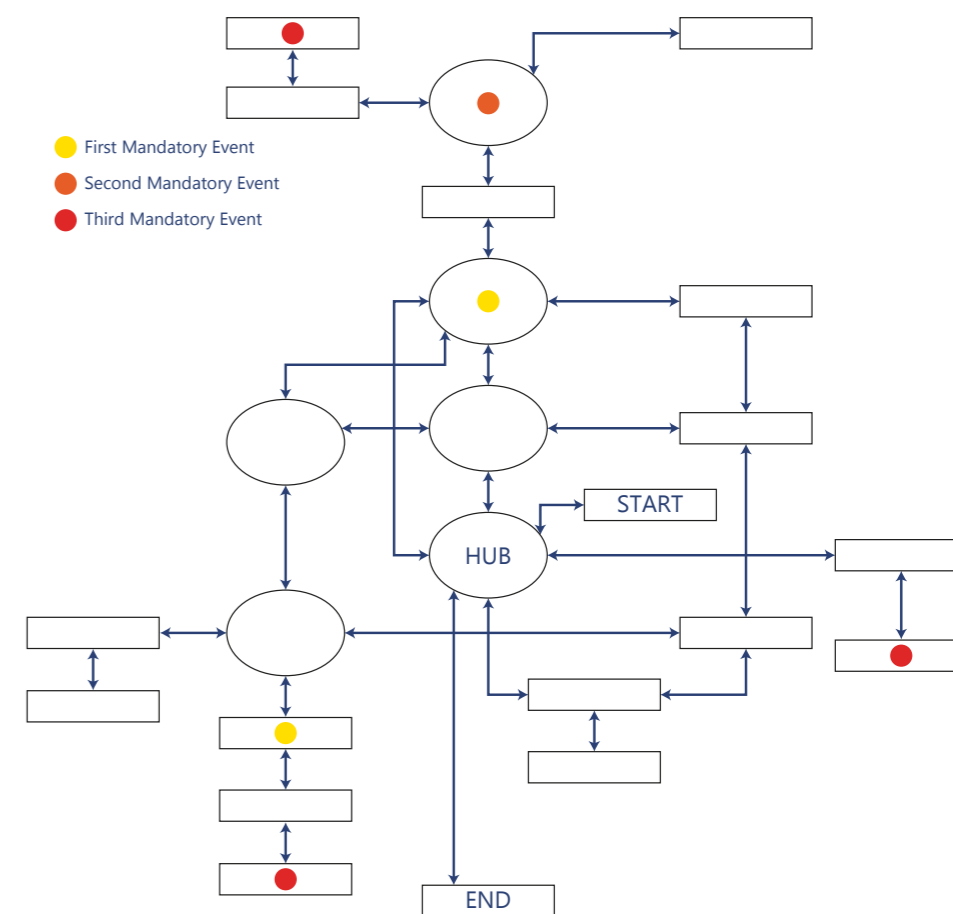 First Mandatory Event
Second Mandatory Event
Third Mandatory Event
START
HUB
END